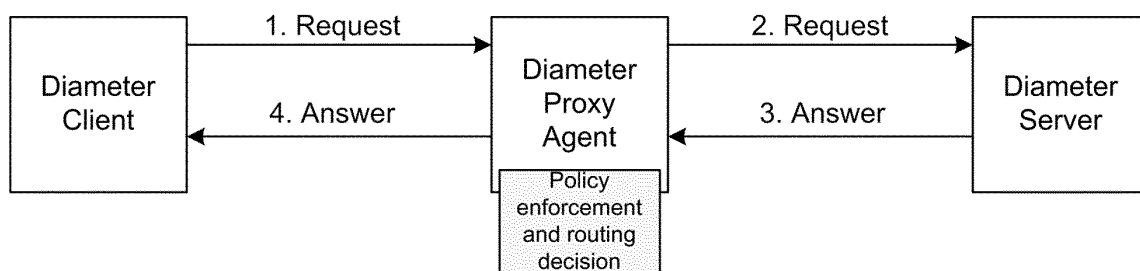 1. Request
2. Request
Diameter
Client
Diameter
Proxy
Agent
Diameter
Server
4. Answer
3. Answer
Policy
enforcement
and routing
decision